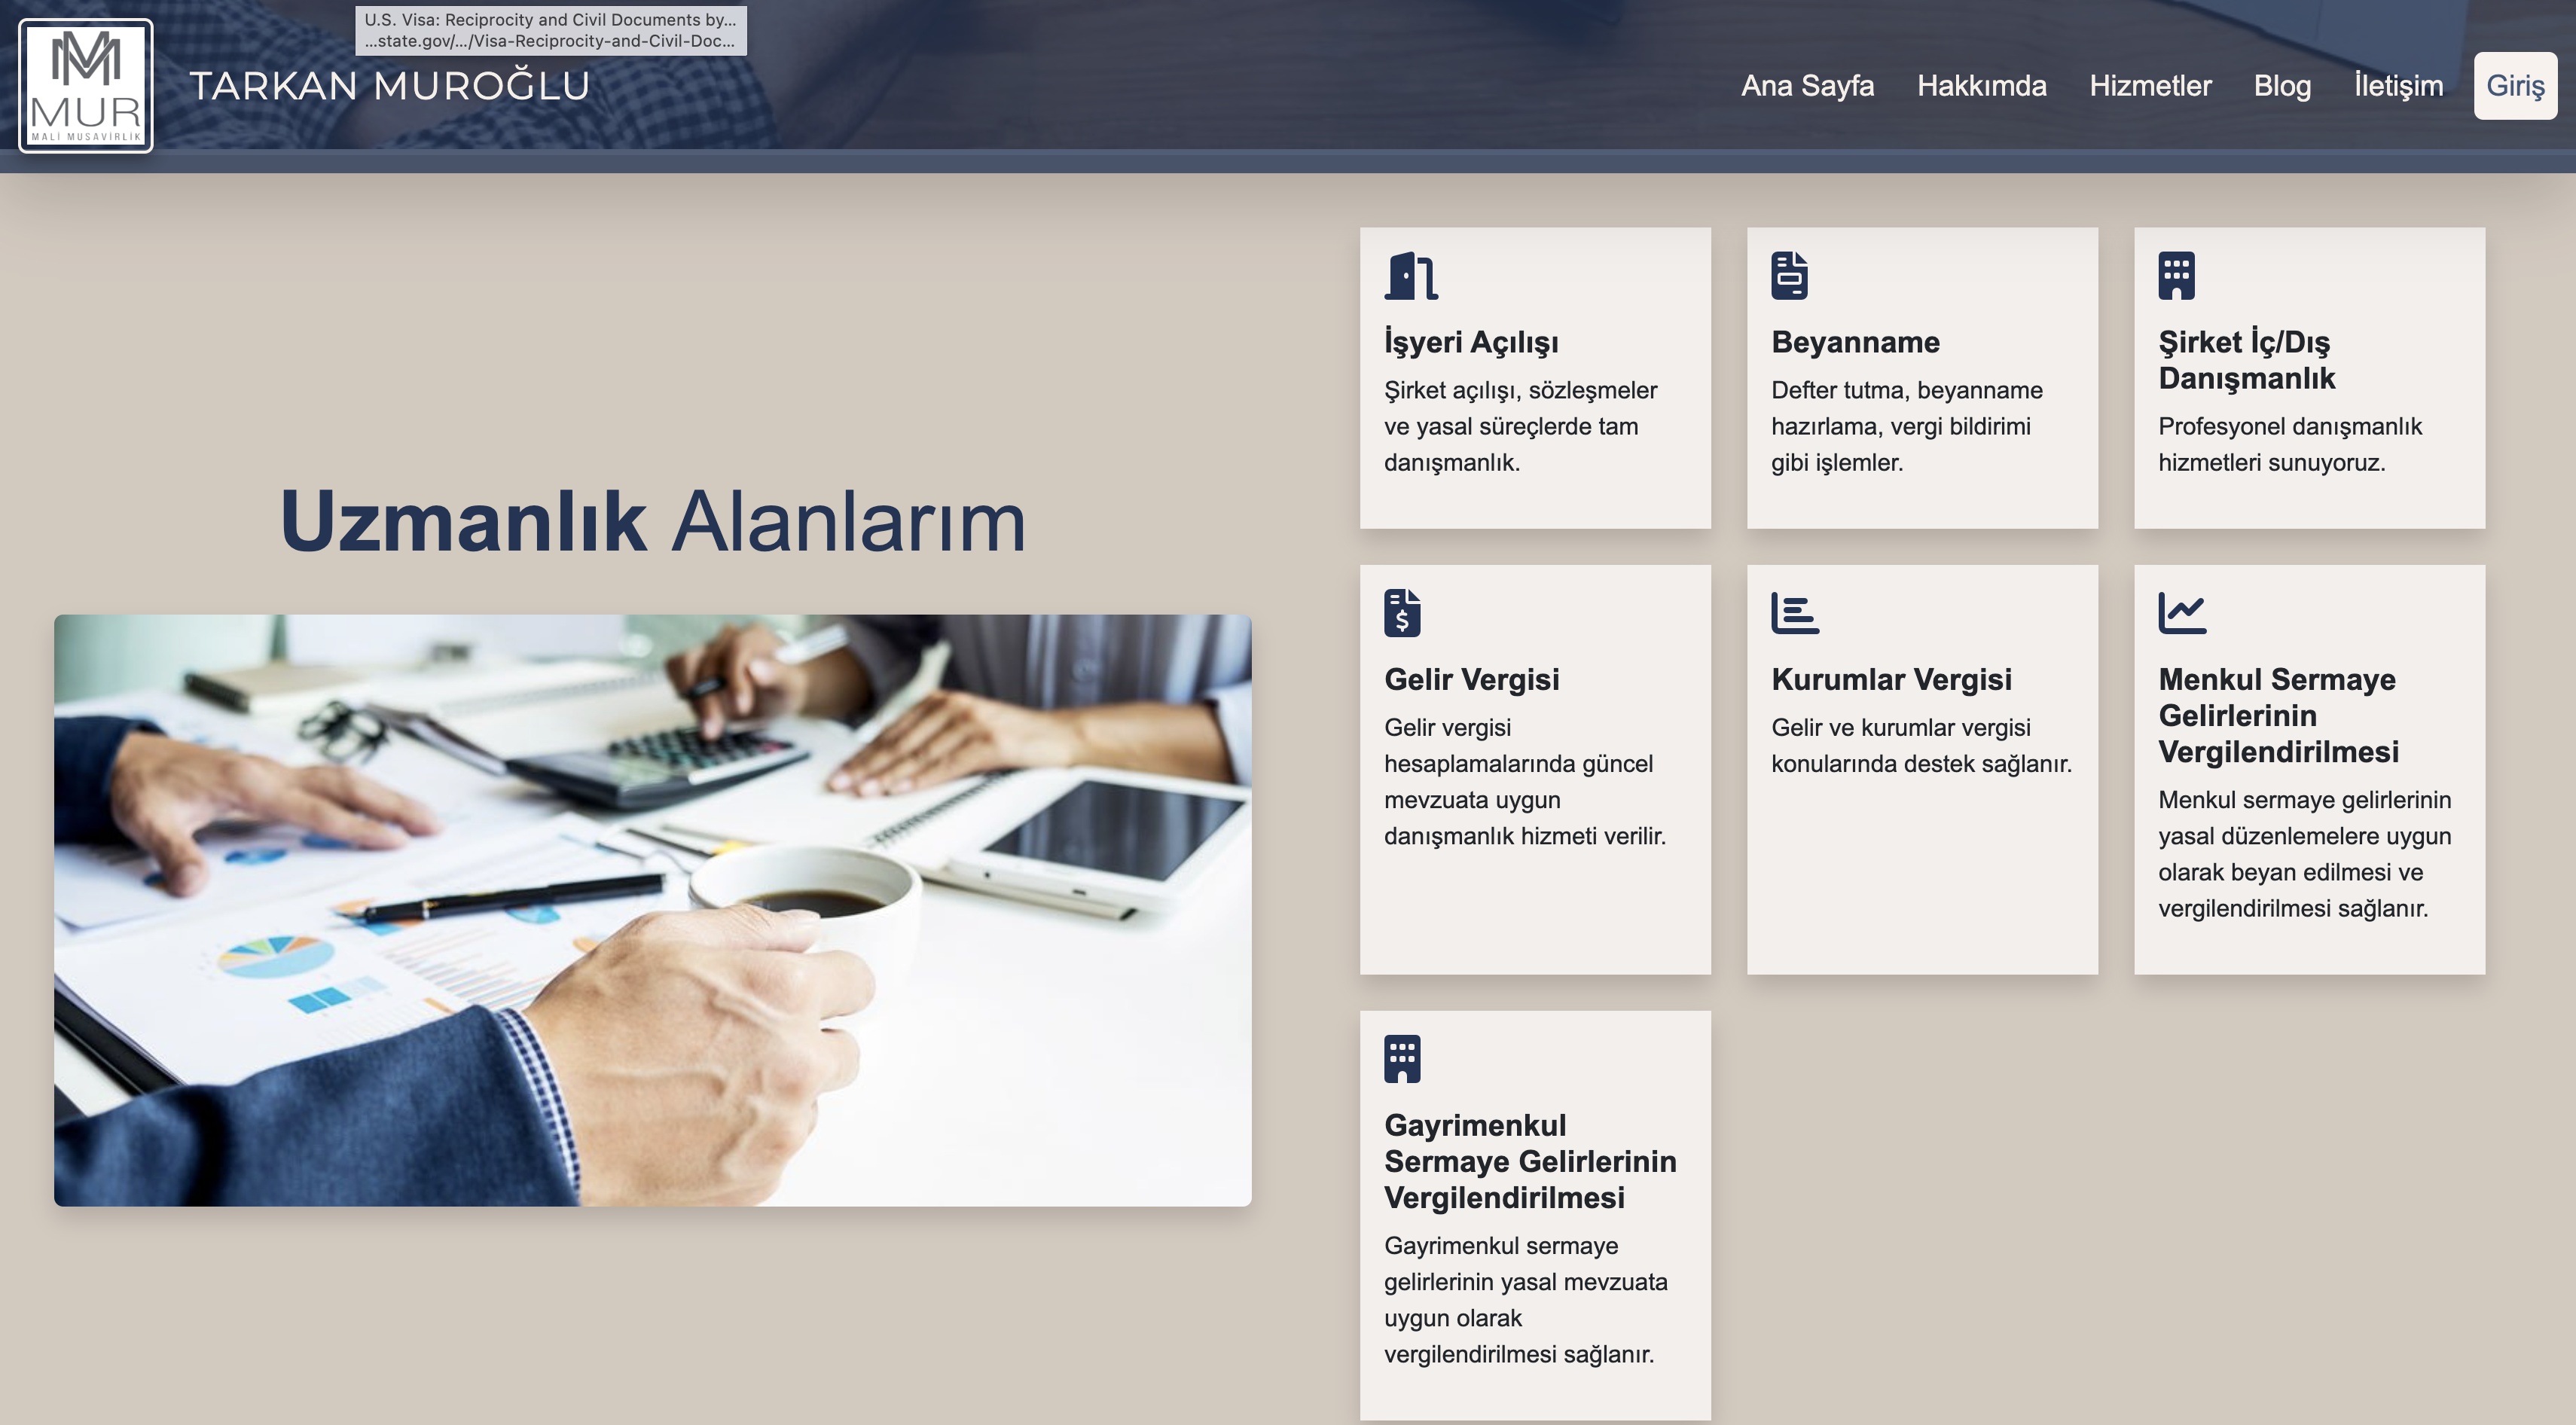 U.S. Visa: Reciprocity and Civil Documents by...
...state.gov/.../Visa-Reciprocity-and-Civil-Doc...
MUR
MALİ MUSAVİRLİK
TARKAN MUROĞLU
Ana Sayfa
Hakkımda
Hizmetler
Blog
İletişim
Giriş
Uzmanlık Alanlarım
İşyeri Açılışı
Şirket açılışı, sözleşmeler
ve yasal süreçlerde tam
danışmanlık.
Beyanname
Defter tutma, beyanname
hazırlama, vergi bildirimi
gibi işlemler.
Şirket İç/Dış
Danışmanlık
Profesyonel danışmanlık
hizmetleri sunuyoruz.
Gelir Vergisi
Gelir vergisi
hesaplamalarında güncel
mevzuata uygun
danışmanlık hizmeti verilir.
Kurumlar Vergisi
Gelir ve kurumlar vergisi
konularında destek sağlanır.
Menkul Sermaye
Gelirlerinin
Vergilendirilmesi
Menkul sermaye gelirlerinin
yasal düzenlemelere uygun
olarak beyan edilmesi ve
vergilendirilmesi sağlanır.
Gayrimenkul
Sermaye Gelirlerinin
Vergilendirilmesi
Gayrimenkul sermaye
gelirlerinin yasal mevzuata
uygun olarak
vergilendirilmesi sağlanır.